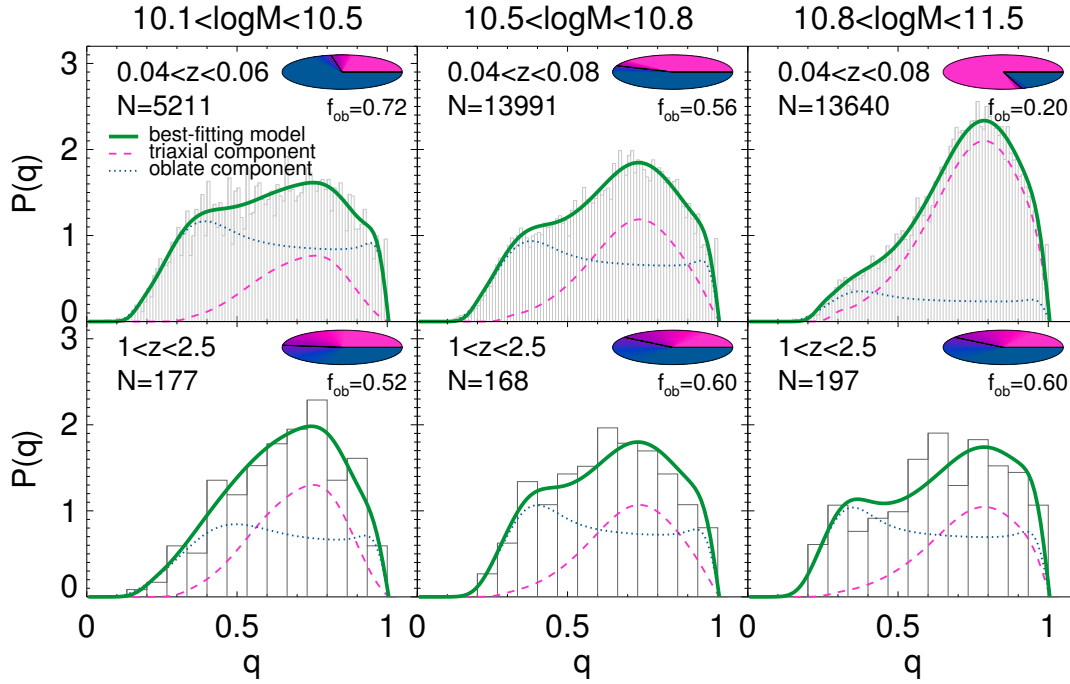 10.1<logM<10.5
10.5<logM<10.8
10.8<logM<11.5
3
0.04<z<0.06
N=5211
f_ob=0.72
best-fitting model
triaxial component
oblate component
0.04<z<0.08
N=13991
f_ob=0.56
0.04<z<0.08
N=13640
f_ob=0.20
2
P(q)
1
0
3
1<z<2.5
N=177
f_ob=0.52
1<z<2.5
N=168
f_ob=0.60
1<z<2.5
N=197
f_ob=0.60
2
P(q)
1
0
0 0.5 1
0 0.5 1
0 0.5 1
q
q
q